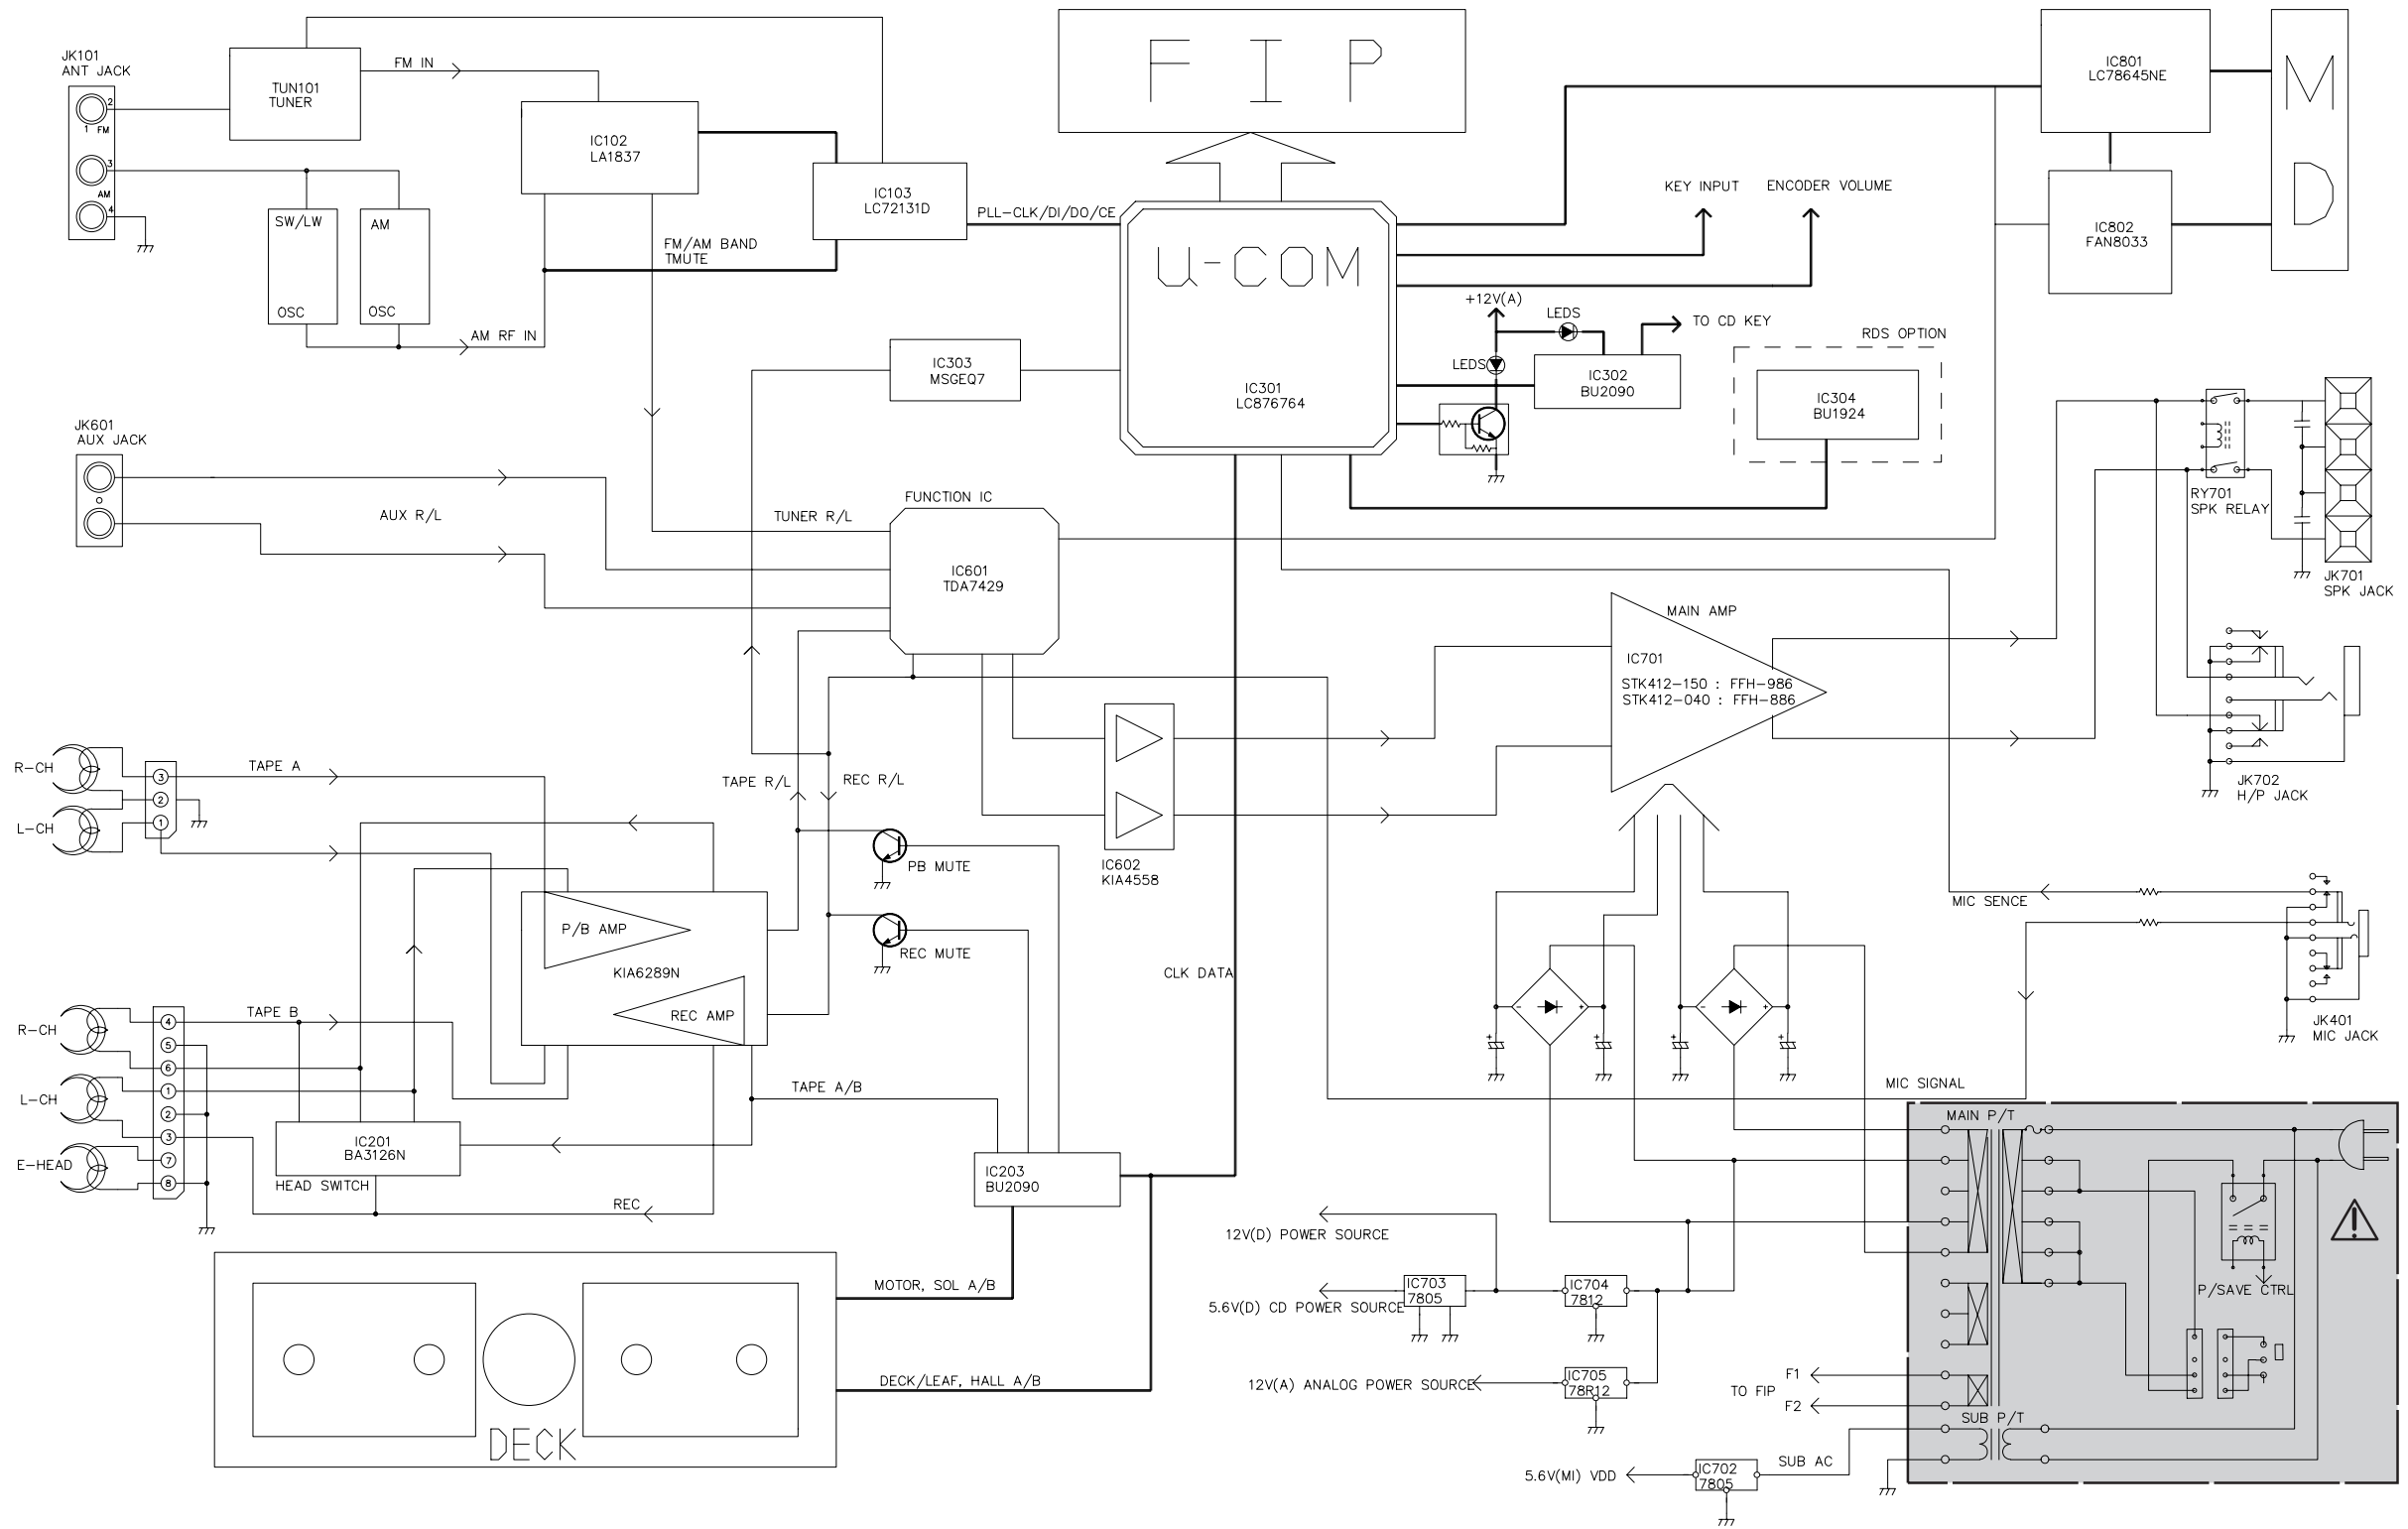 JK101
ANT JACK
2
1 FM
3
AM
4
TUN101
TUNER
FM IN
IC102
LA1837
IC103
LC72131D
SW/LW
OSC
AM
OSC
AM RF IN
FM/AM BAND
TMUTE
PLL-CLK/DI/DO/CE
FIP
U-COM
IC301
LC876764
KEY INPUT
ENCODER VOLUME
IC801
LC78645NE
IC802
FAN8033
MD
+12V(A)
LEDS
LEDS
TO CD KEY
IC302
BU2090
RDS OPTION
IC304
BU1924
IC303
MSGEQ7
JK601
AUX JACK
AUX R/L
TUNER R/L
FUNCTION IC
IC601
TDA7429
RY701
SPK RELAY
JK701
SPK JACK
MAIN AMP
IC701
STK412-150 : FFH-986
STK412-040 : FFH-886
JK702
H/P JACK
R-CH
L-CH
3
2
1
TAPE A
TAPE R/L
REC R/L
IC602
KIA4558
PB MUTE
REC MUTE
P/B AMP
KIA6289N
REC AMP
CLK DATA
MIC SENCE
JK401
MIC JACK
MIC SIGNAL
- +
- +
+
+
+
+
R-CH
L-CH
E-HEAD
4
5
6
1
2
3
7
8
TAPE B
TAPE A/B
IC201
BA3126N
HEAD SWITCH
REC
IC203
BU2090
MOTOR, SOL A/B
DECK/LEAF, HALL A/B
DECK
12V(D) POWER SOURCE
5.6V(D) CD POWER SOURCE
IC703
7805
IC704
7812
12V(A) ANALOG POWER SOURCE
IC705
78R12
F1
TO FIP
F2
5.6V(MI) VDD
IC702
7805
SUB AC
MAIN P/T
P/SAVE CTRL
SUB P/T
!